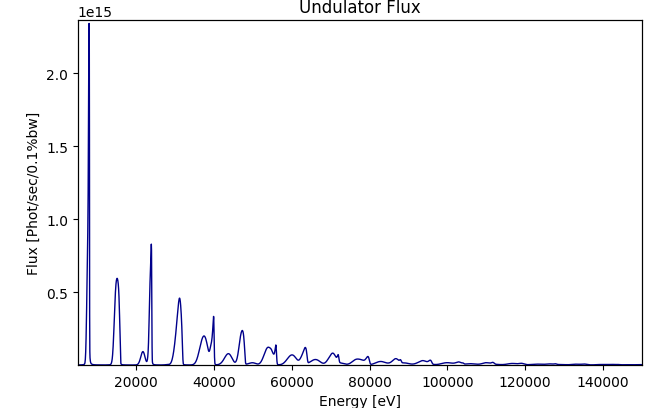 Undulator Flux
1e15
2.0
1.5
1.0
0.5
Flux [Phot/sec/0.1%bw]
20000 40000 60000 80000 100000 120000 140000
Energy [eV]